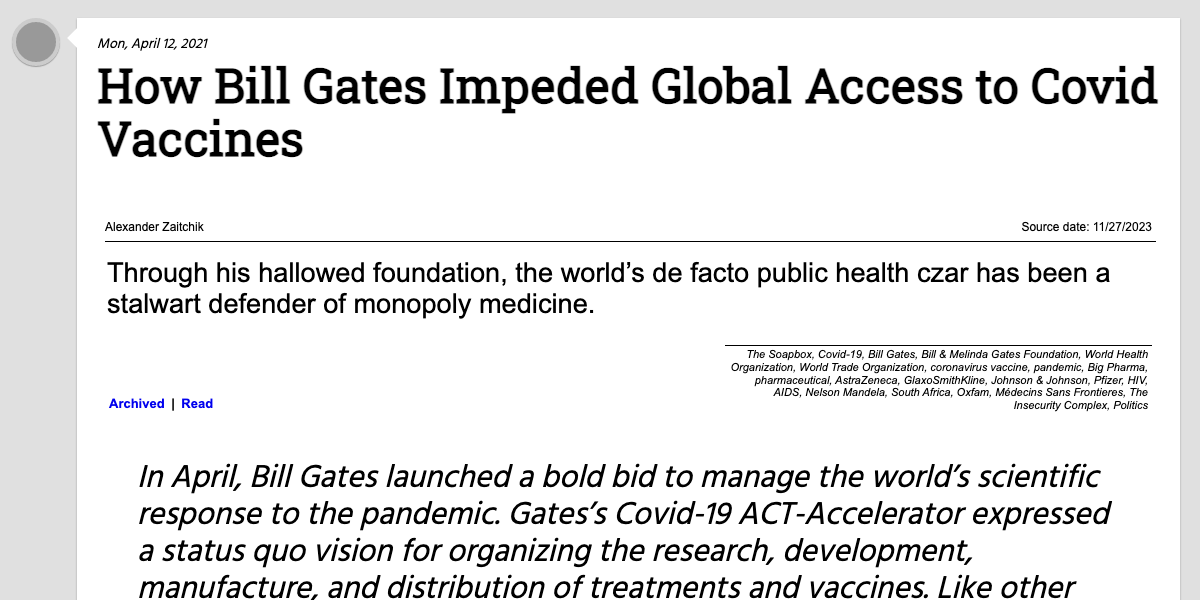 Mon, April 12, 2021
How Bill Gates Impeded Global Access to Covid
Vaccines
Alexander Zaitchik
Source date: 11/27/2023
Through his hallowed foundation, the world’s de facto public health czar has been a
stalwart defender of monopoly medicine.
The Soapbox, Covid-19, Bill Gates, Bill & Melinda Gates Foundation, World Health
Organization, World Trade Organization, coronavirus vaccine, pandemic, Big Pharma,
pharmaceutical, AstraZeneca, GlaxoSmithKline, Johnson & Johnson, Pfizer, HIV,
AIDS, Nelson Mandela, South Africa, Oxfam, Médecins Sans Frontieres, The
Insecurity Complex, Politics
Archived | Read
In April, Bill Gates launched a bold bid to manage the world’s scientific
response to the pandemic. Gates’s Covid-19 ACT-Accelerator expressed
a status quo vision for organizing the research, development,
manufacture, and distribution of treatments and vaccines. Like other